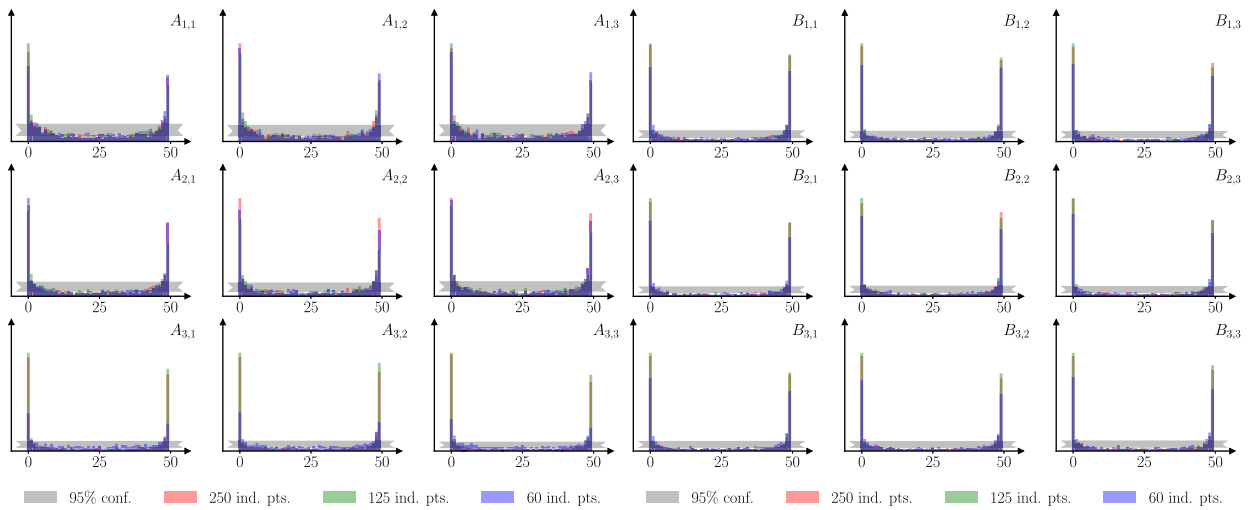 A1,1 A1,2 A1,3 B1,1 B1,2 B1,3
0 25 50 0 25 50 0 25 50 0 25 50 0 25 50 0 25 50
A2,1 A2,2 A2,3 B2,1 B2,2 B2,3
0 25 50 0 25 50 0 25 50 0 25 50 0 25 50 0 25 50
A3,1 A3,2 A3,3 B3,1 B3,2 B3,3
0 25 50 0 25 50 0 25 50 0 25 50 0 25 50 0 25 50
95% conf. 250 ind. pts. 125 ind. pts. 60 ind. pts. 95% conf. 250 ind. pts. 125 ind. pts. 60 ind. pts.